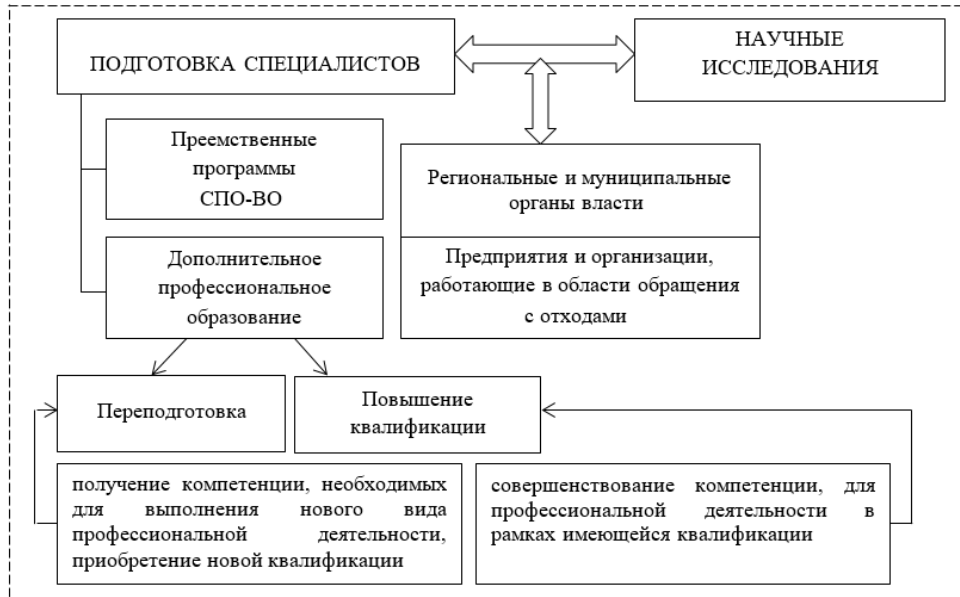 ПОДГОТОВКА СПЕЦИАЛИСТОВ
НАУЧНЫЕ
ИССЛЕДОВАНИЯ
Преемственные
программы
СПО-ВО
Региональные и муниципальные
органы власти
Дополнительное
профессиональное
образование
Предприятия и организации,
работающие в области обращения
с отходами
Переподготовка
Повышение
квалификации
получение компетенции, необходимых
для выполнения нового вида
профессиональной деятельности,
приобретение новой квалификации
совершенствование компетенции, для
профессиональной деятельности в
рамках имеющейся квалификации